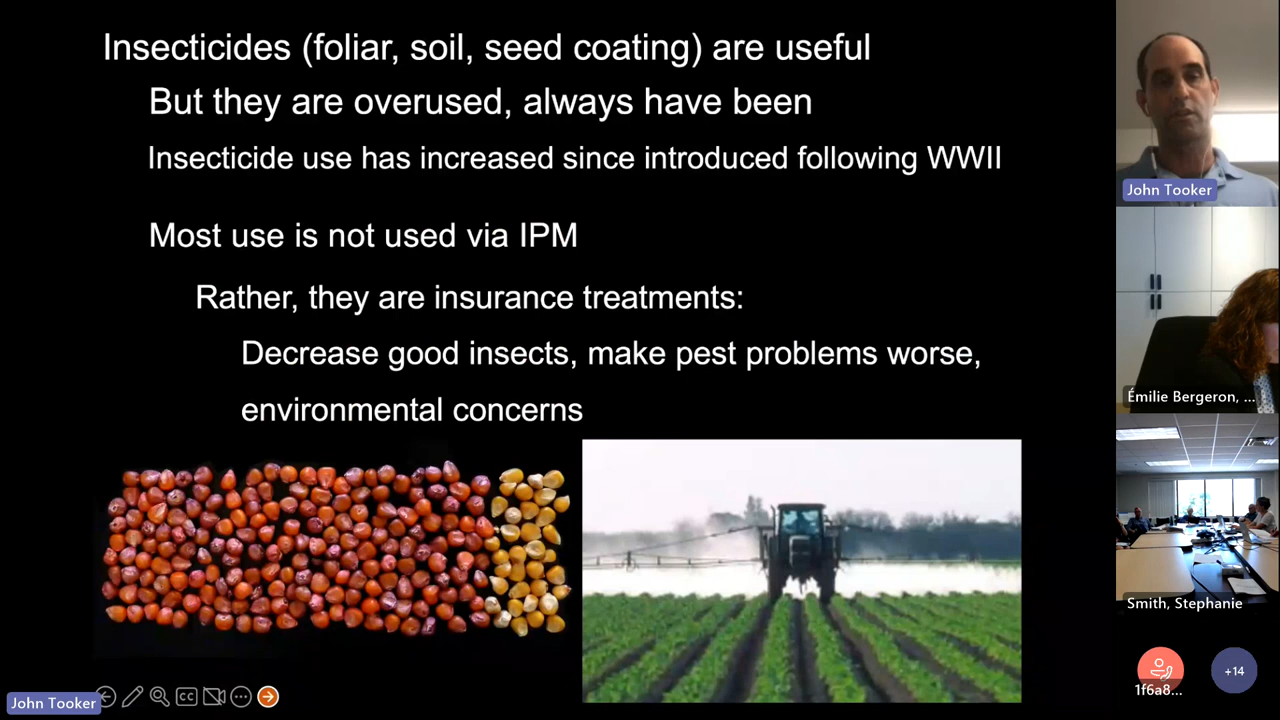 Insecticides (foliar, soil, seed coating) are useful
But they are overused, always have been
Insecticide use has increased since introduced following WWII
Most use is not used via IPM
Rather, they are insurance treatments:
Decrease good insects, make pest problems worse,
environmental concerns
John Tooker
CC
John Tooker
Émilie Bergeron, ...
Smith, Stephanie
1f6a8...
+14